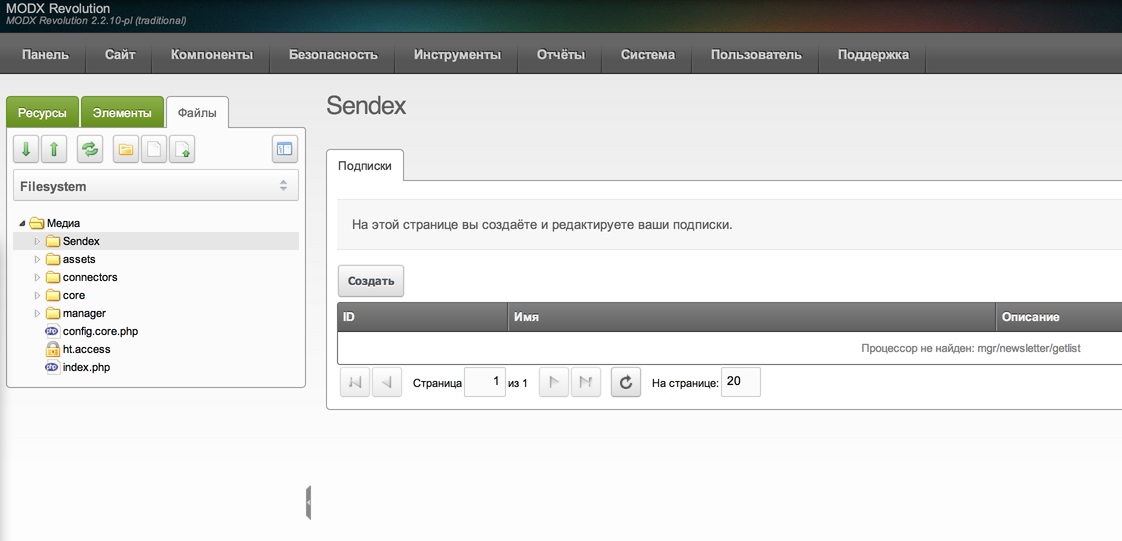 MODX Revolution
MODX Revolution 2.2.10-pl (traditional)
Панель Сайт Компоненты Безопасность Инструменты Отчёты Система Пользователь Поддержка
Ресурсы Элементы Файлы
Filesystem
Медиа
Sendex
assets
connectors
core
manager
config.core.php
ht.access
index.php
Sendex
Подписки
На этой странице вы создаёте и редактируете ваши подписки.
Создать
ID Имя Описание
Процессор не найден: mgr/newsletter/getlist
Страница 1 из 1 На странице: 20